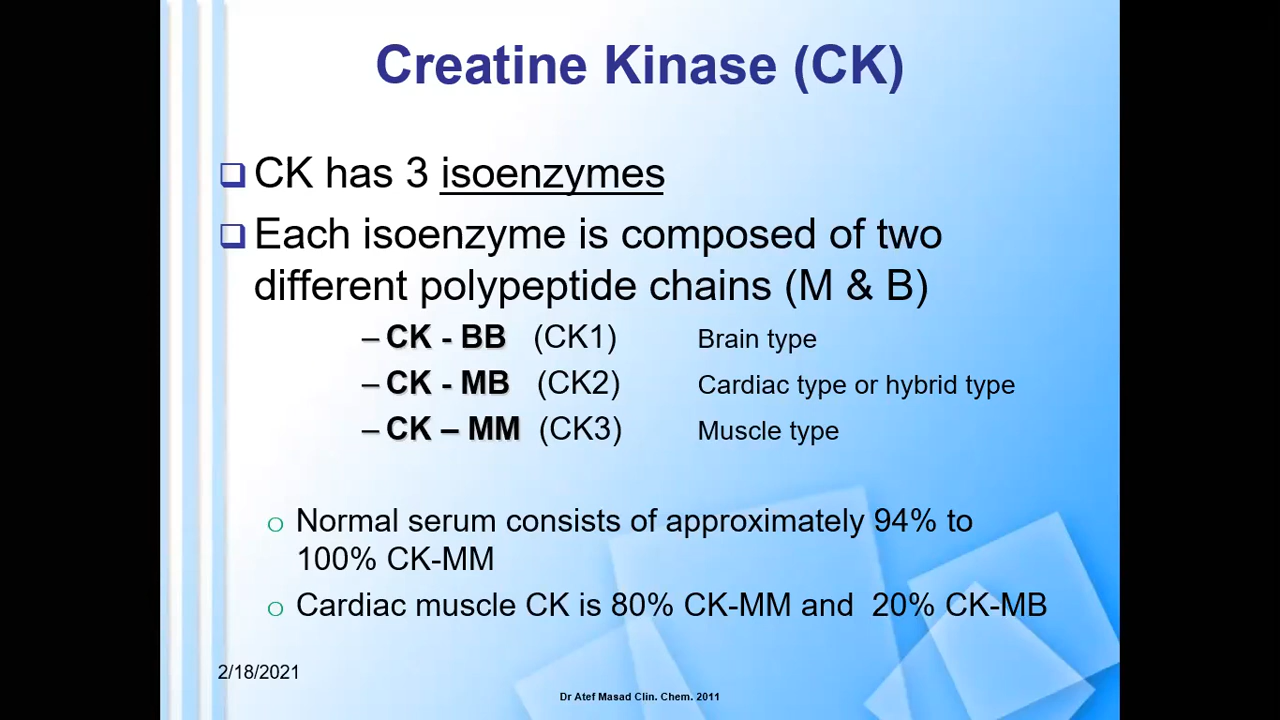 Creatine Kinase (CK)
CK has 3 isoenzymes
Each isoenzyme is composed of two
different polypeptide chains (M & B)
– CK - BB (CK1) Brain type
– CK - MB (CK2) Cardiac type or hybrid type
– CK – MM (CK3) Muscle type
Normal serum consists of approximately 94% to
100% CK-MM
Cardiac muscle CK is 80% CK-MM and 20% CK-MB
2/18/2021
Dr Atef Masad Clin. Chem. 2011